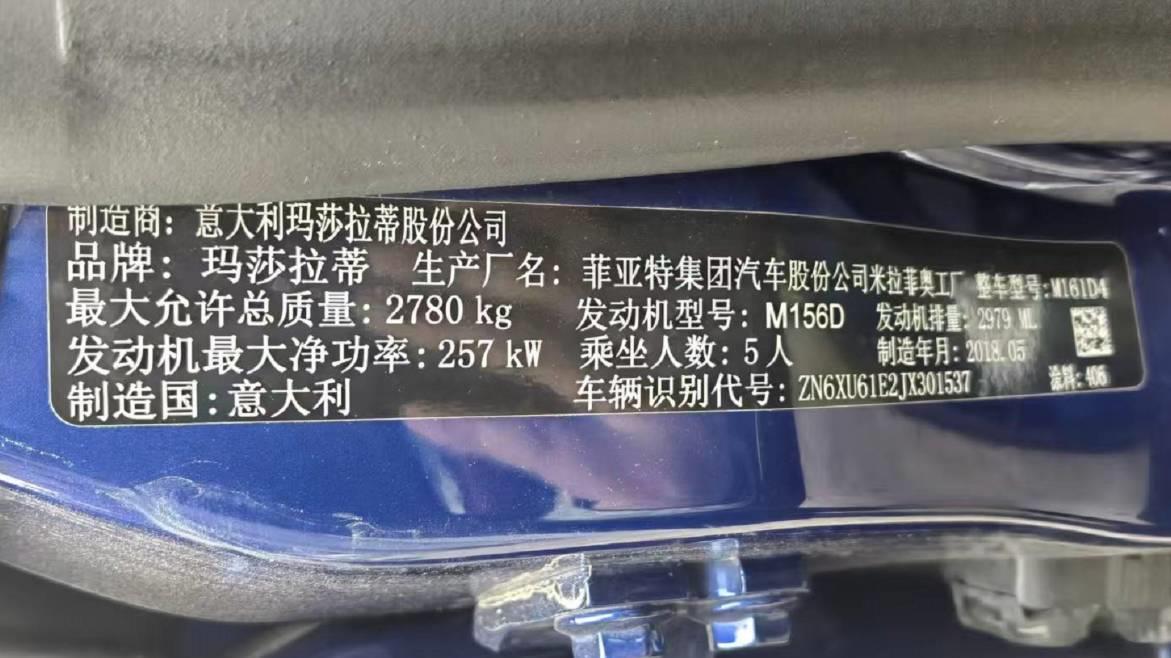 制造商: 意大利玛莎拉蒂股份公司
品牌: 玛莎拉蒂 生产厂名: 菲亚特集团汽车股份公司米拉菲奥工厂 整车型号:M161D4
最大允许总质量: 2780 kg 发动机型号: M156D 发动机排量: 2979 ML
发动机最大净功率: 257 kW 乘坐人数: 5人 制造年月: 2018.05
制造国: 意大利 车辆识别代号: ZN6XU61E2JX301537 涂料: 406